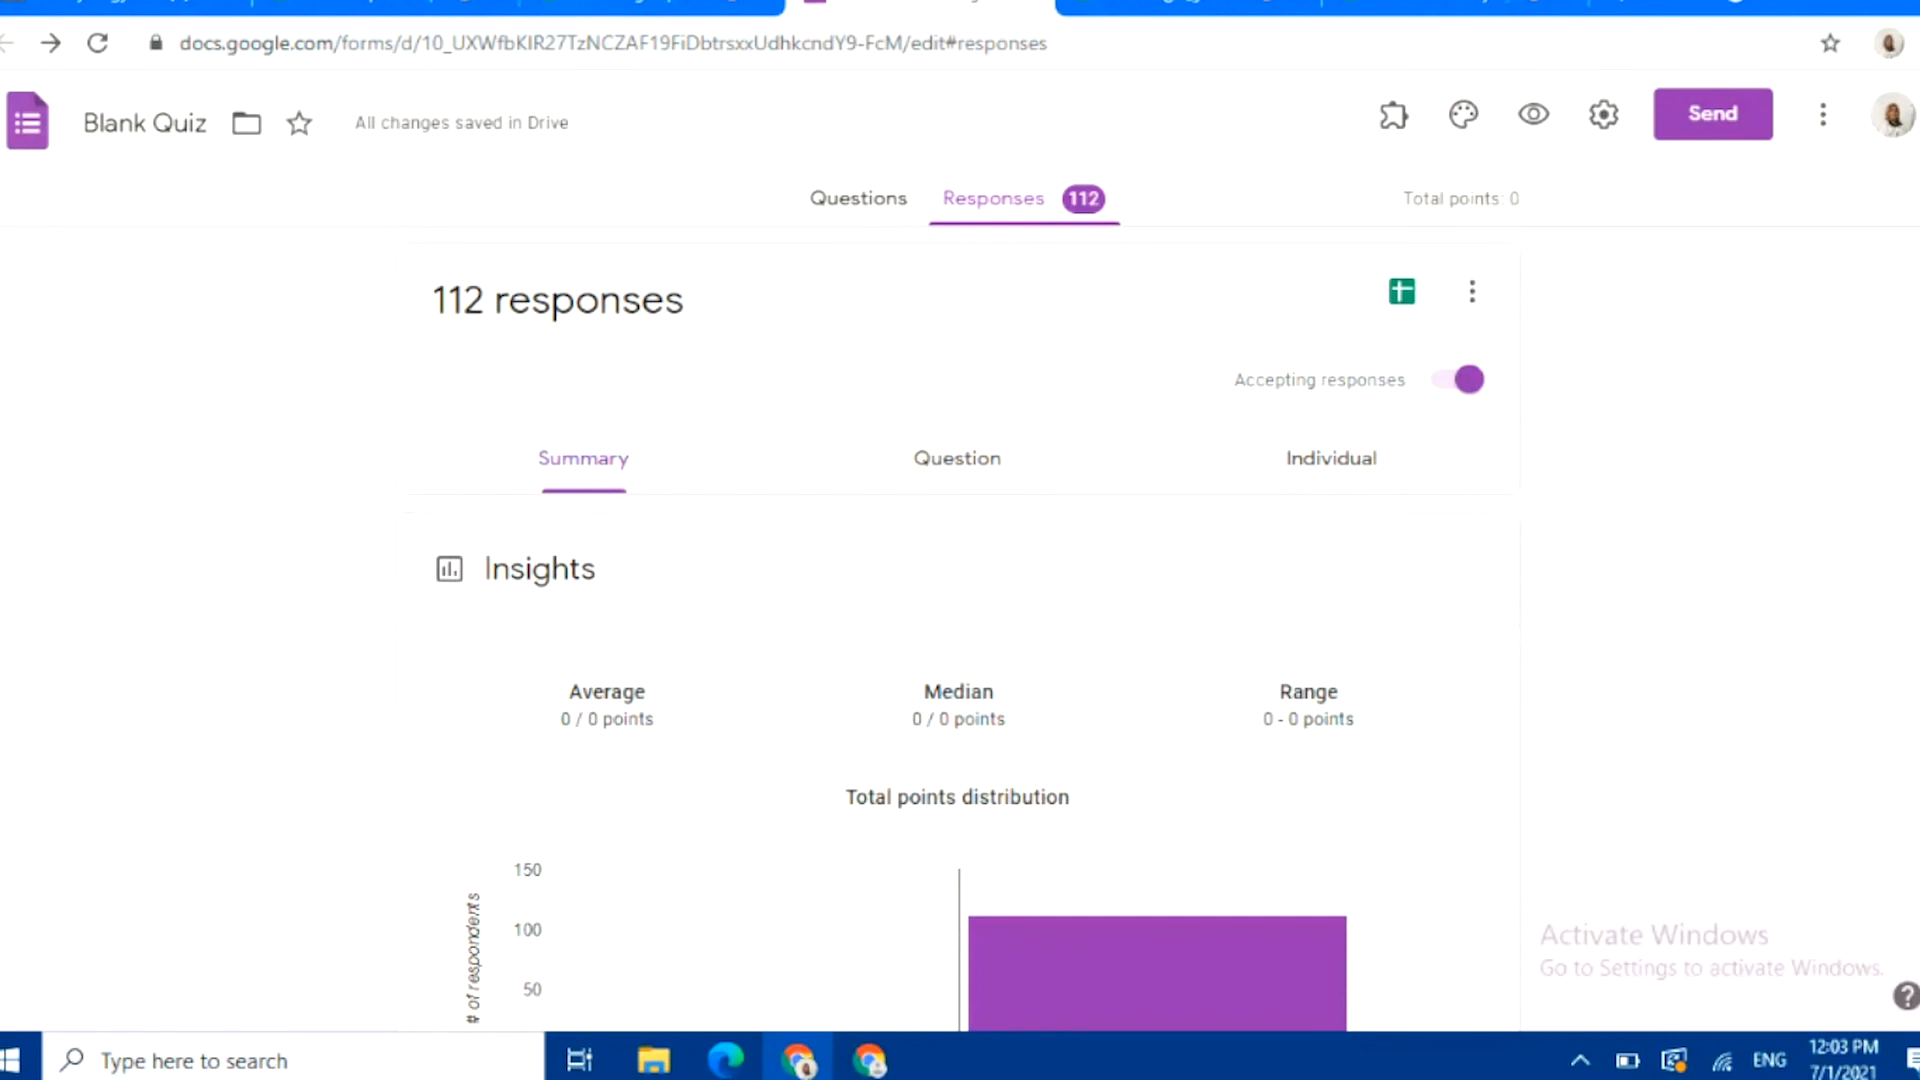 docs.google.com/forms/d/10_UXWfbKIR27TzNCZAF19FiDbtrsxxUdhkcndY9-FcM/edit#responses
Blank Quiz
All changes saved in Drive
Send
Questions
Responses 112
Total points: 0
112 responses
Accepting responses
Summary
Question
Individual
Insights
Average
0 / 0 points
Median
0 / 0 points
Range
0 - 0 points
Total points distribution
150
100
50
# of respondents
Activate Windows
Go to Settings to activate Windows.
Type here to search
ENG
12:03 PM
7/1/2021